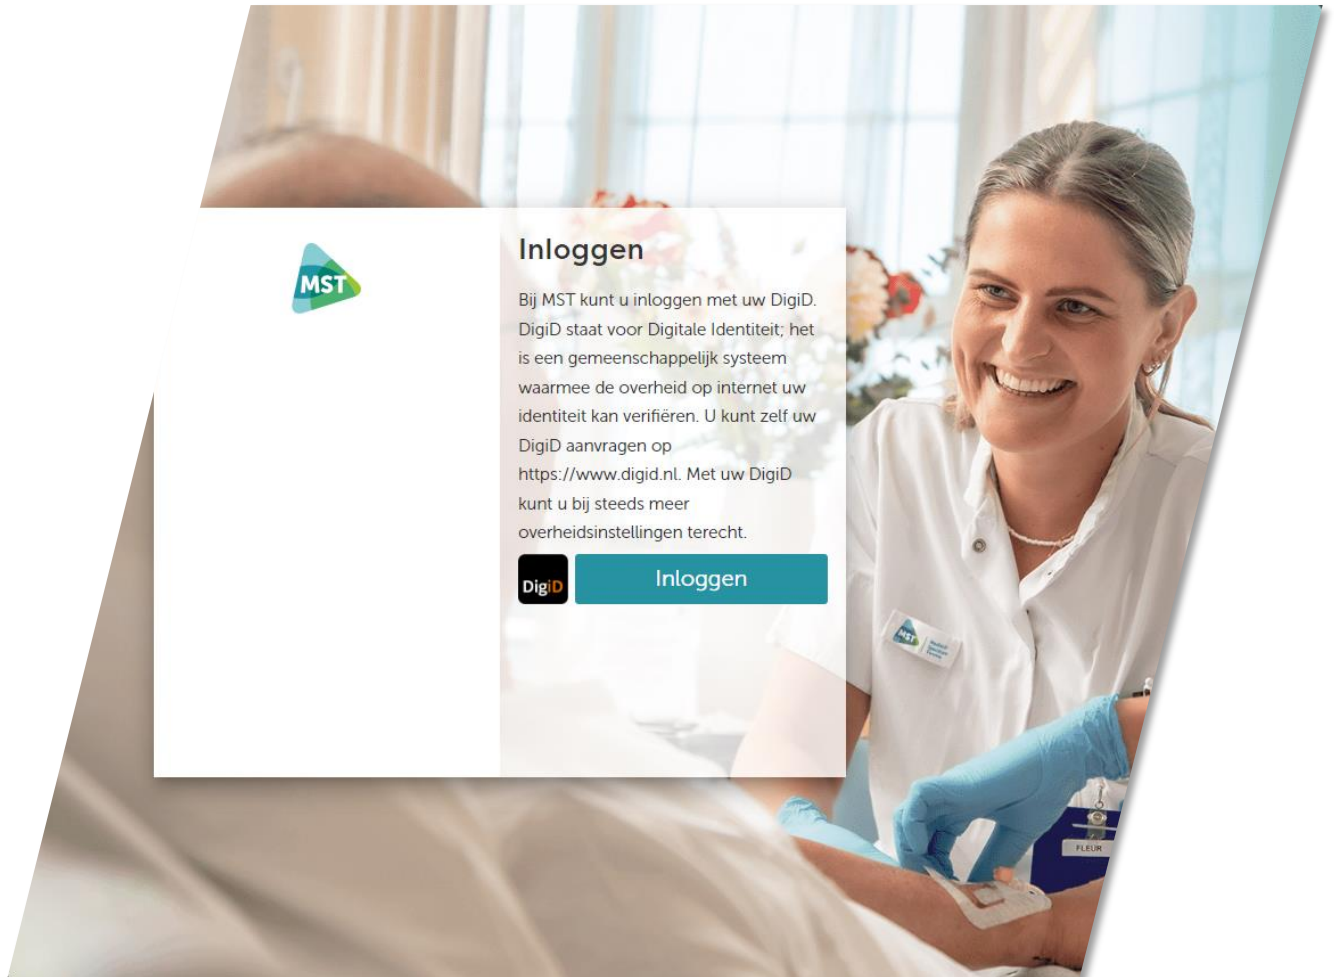 MST
Inloggen
Bij MST kunt u inloggen met uw DigiD.
DigiD staat voor Digitale Identiteit; het
is een gemeenschappelijk systeem
waarmee de overheid op internet uw
identiteit kan verifiëren. U kunt zelf uw
DigiD aanvragen op
https://www.digid.nl. Met uw DigiD
kunt u bij steeds meer
overheidsinstellingen terecht.
DigiD
Inloggen
MST
FLEUR